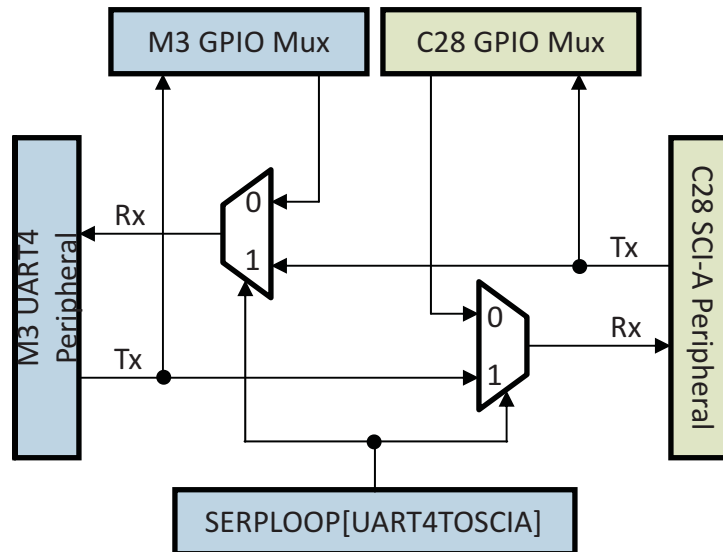 M3 GPIO Mux
C28 GPIO Mux
M3 UART4
Peripheral
C28 SCI-A Peripheral
Rx
0
1
Tx
Tx
0
1
Rx
SERPLOOP[UART4TOSCIA]